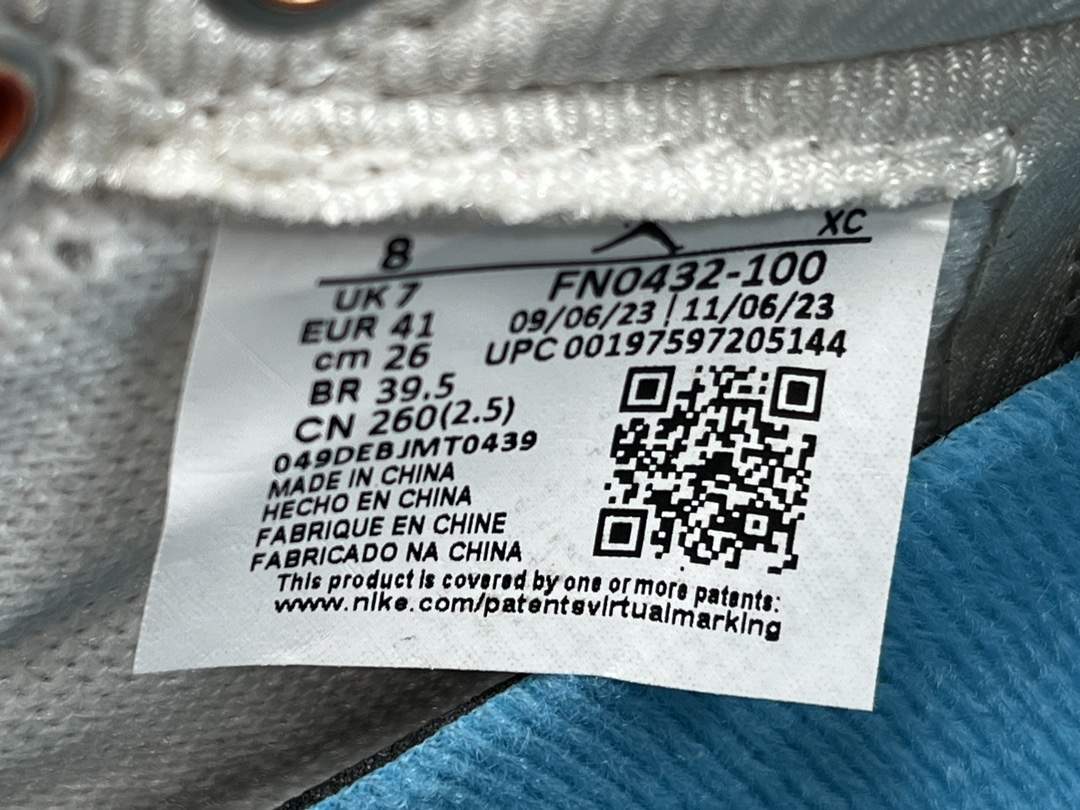 8
XC
UK 7
EUR 41
cm 26
BR 39.5
CN 260(2.5)
049DEBJMT0439
MADE IN CHINA
HECHO EN CHINA
FABRIQUE EN CHINE
FABRICADO NA CHINA
FN0432-100
09/06/23 | 11/06/23
UPC 00197597205144
This product is covered by one or more patents:
www.nike.com/patentsvirtualmarking